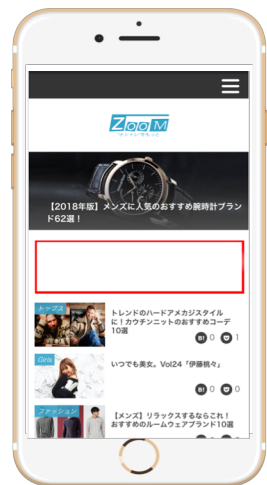 ZooM
【2018年版】メンズに人気のおすすめ腕時計ブラン
ド62選！
トップス
トレンドのハードアメカジスタイル
に！カウチンニットのおすすめコーデ
10選
0 1
Girls
いつでも美女。Vol24「伊藤桃々」
0 0
ファッション
【メンズ】リラックスするならこれ！
おすすめのルームウェアブランド10選